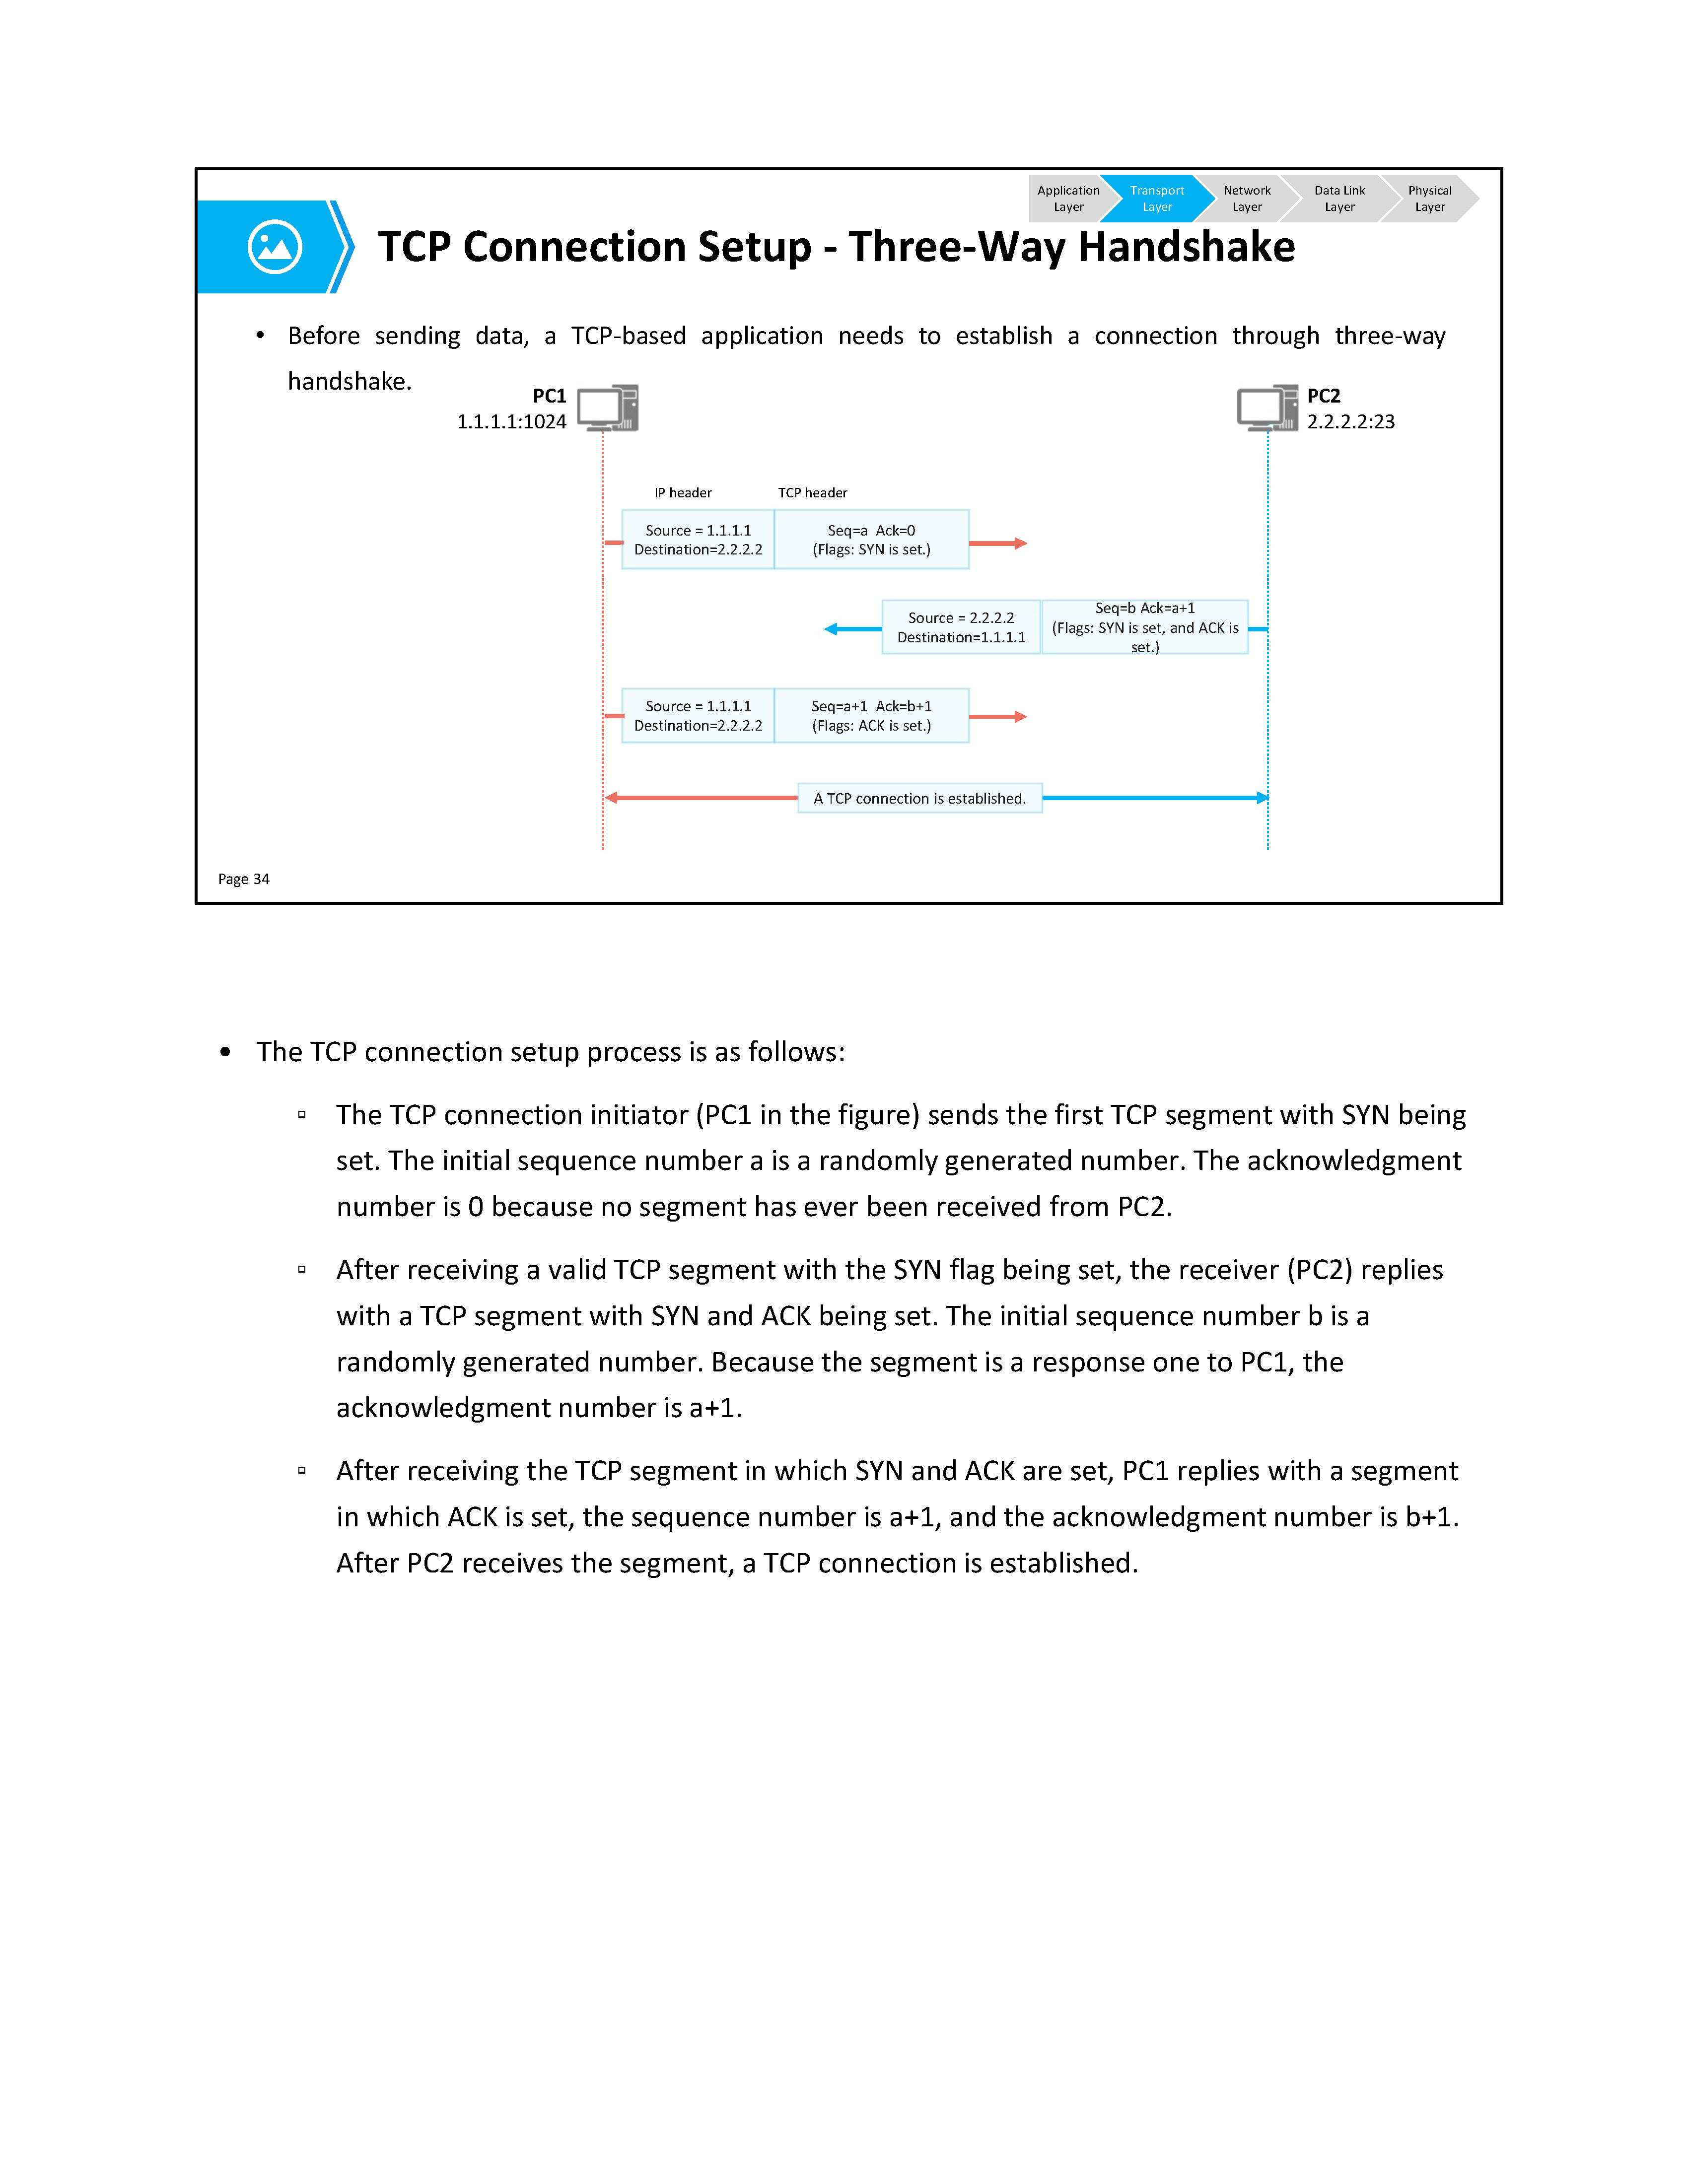 Application Layer
Transport Layer
Network Layer
Data Link Layer
Physical Layer
TCP Connection Setup - Three-Way Handshake
• Before sending data, a TCP-based application needs to establish a connection through three-way
handshake.
PC1
1.1.1.1:1024
PC2
2.2.2.2:23
IP header
TCP header
Source = 1.1.1.1
Destination=2.2.2.2
Seq=a Ack=0
(Flags: SYN is set.)
Source = 2.2.2.2
Destination=1.1.1.1
Seq=b Ack=a+1
(Flags: SYN is set, and ACK is
set.)
Source = 1.1.1.1
Destination=2.2.2.2
Seq=a+1 Ack=b+1
(Flags: ACK is set.)
A TCP connection is established.
Page 34
• The TCP connection setup process is as follows:
▫ The TCP connection initiator (PC1 in the figure) sends the first TCP segment with SYN being
set. The initial sequence number a is a randomly generated number. The acknowledgment
number is 0 because no segment has ever been received from PC2.
▫ After receiving a valid TCP segment with the SYN flag being set, the receiver (PC2) replies
with a TCP segment with SYN and ACK being set. The initial sequence number b is a
randomly generated number. Because the segment is a response one to PC1, the
acknowledgment number is a+1.
▫ After receiving the TCP segment in which SYN and ACK are set, PC1 replies with a segment
in which ACK is set, the sequence number is a+1, and the acknowledgment number is b+1.
After PC2 receives the segment, a TCP connection is established.